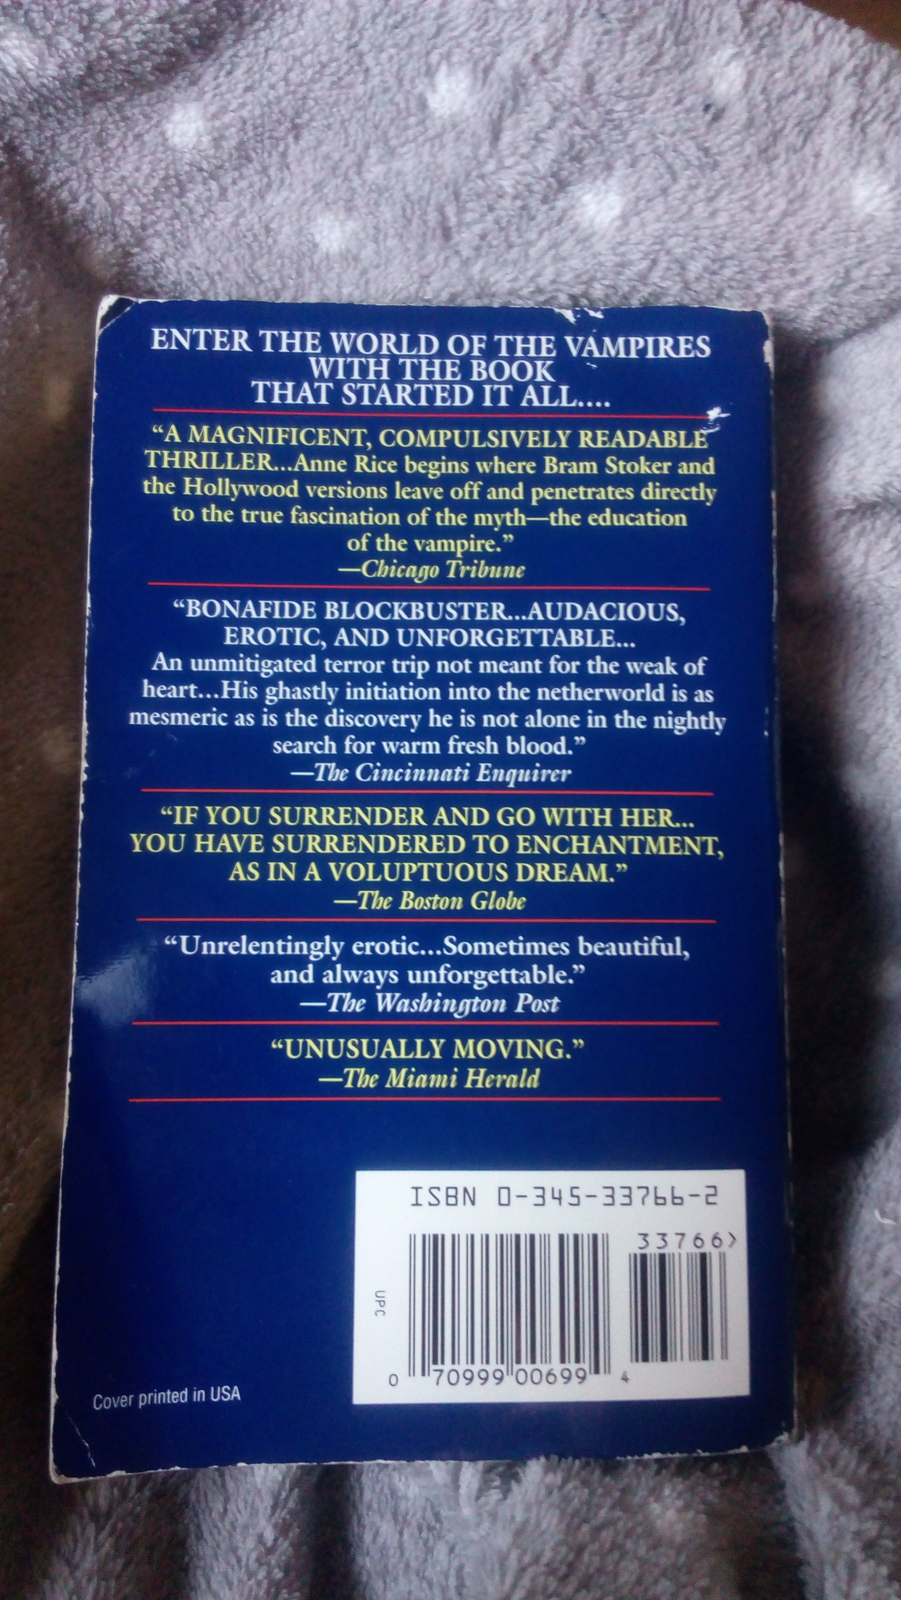 ENTER THE WORLD OF THE VAMPIRES
WITH THE BOOK
THAT STARTED IT ALL....
“A MAGNIFICENT, COMPULSIVELY READABLE
THRILLER...Anne Rice begins where Bram Stoker and
the Hollywood versions leave off and penetrates directly
to the true fascination of the myth—the education
of the vampire.”
—Chicago Tribune
“BONAFIDE BLOCKBUSTER...AUDACIOUS,
EROTIC, AND UNFORGETTABLE...
An unmitigated terror trip not meant for the weak of
heart...His ghastly initiation into the netherworld is as
mesmeric as is the discovery he is not alone in the nightly
search for warm fresh blood.”
—The Cincinnati Enquirer
“IF YOU SURRENDER AND GO WITH HER...
YOU HAVE SURRENDERED TO ENCHANTMENT,
AS IN A VOLUPTUOUS DREAM.”
—The Boston Globe
“Unrelentingly erotic...Sometimes beautiful,
and always unforgettable.”
—The Washington Post
“UNUSUALLY MOVING.”
—The Miami Herald
ISBN 0-345-33766-2
33766>
UPC
0 70999 00699 4
Cover printed in USA